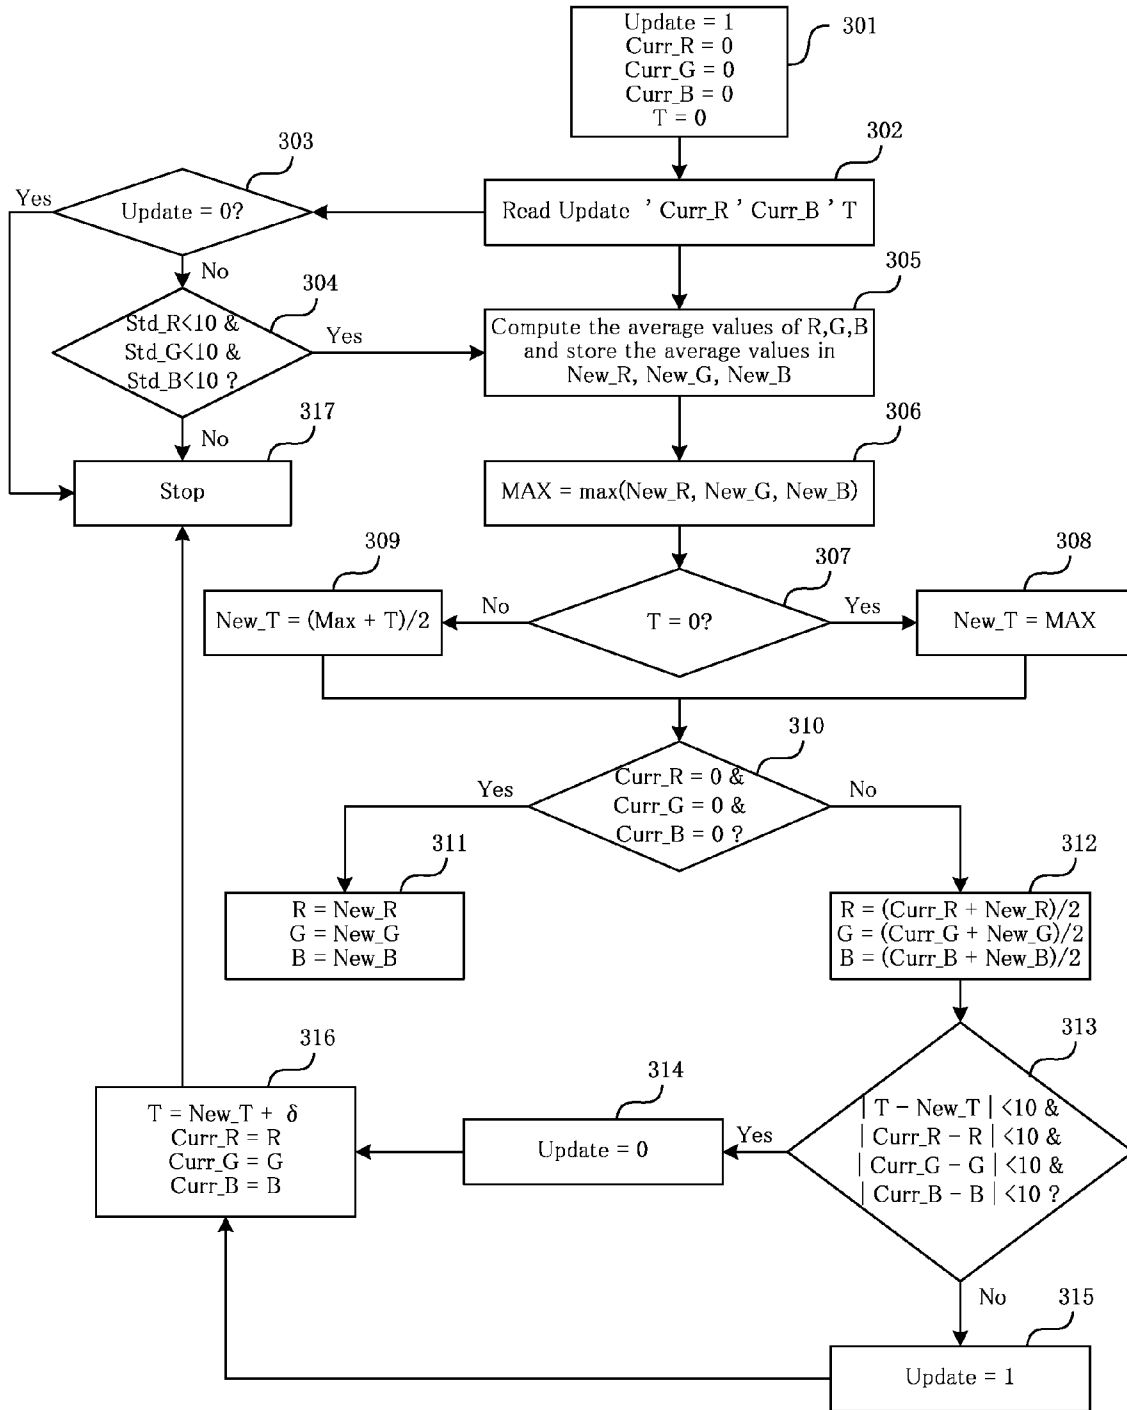 Update = 1
Curr_R = 0
Curr_G = 0
Curr_B = 0
T = 0
301
302
Read Update ' Curr_R ' Curr_B ' T
303
Yes
Update = 0?
No
304
Std_R<10 &
Std_G<10 &
Std_B<10 ?
Yes
No
305
Compute the average values of R,G,B
and store the average values in
New_R, New_G, New_B
317
Stop
306
MAX = max(New_R, New_G, New_B)
309
New_T = (Max + T)/2
No
307
T = 0?
Yes
308
New_T = MAX
310
Curr_R = 0 &
Curr_G = 0 &
Curr_B = 0 ?
Yes
No
311
R = New_R
G = New_G
B = New_B
312
R = (Curr_R + New_R)/2
G = (Curr_G + New_G)/2
B = (Curr_B + New_B)/2
313
| T − New_T | <10 &
| Curr_R − R | <10 &
| Curr_G − G | <10 &
| Curr_B − B | <10 ?
Yes
314
Update = 0
316
T = New_T + δ
Curr_R = R
Curr_G = G
Curr_B = B
No
315
Update = 1